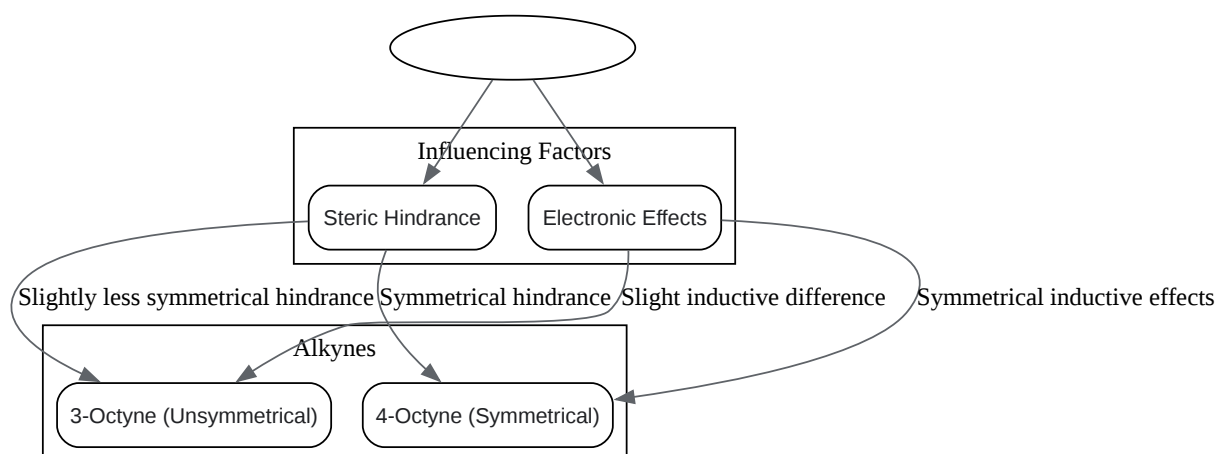 Influencing Factors
Steric Hindrance
Electronic Effects
Slightly less symmetrical hindrance
Symmetrical hindrance
Slight inductive difference
Symmetrical inductive effects
Alkynes
3-Octyne (Unsymmetrical)
4-Octyne (Symmetrical)